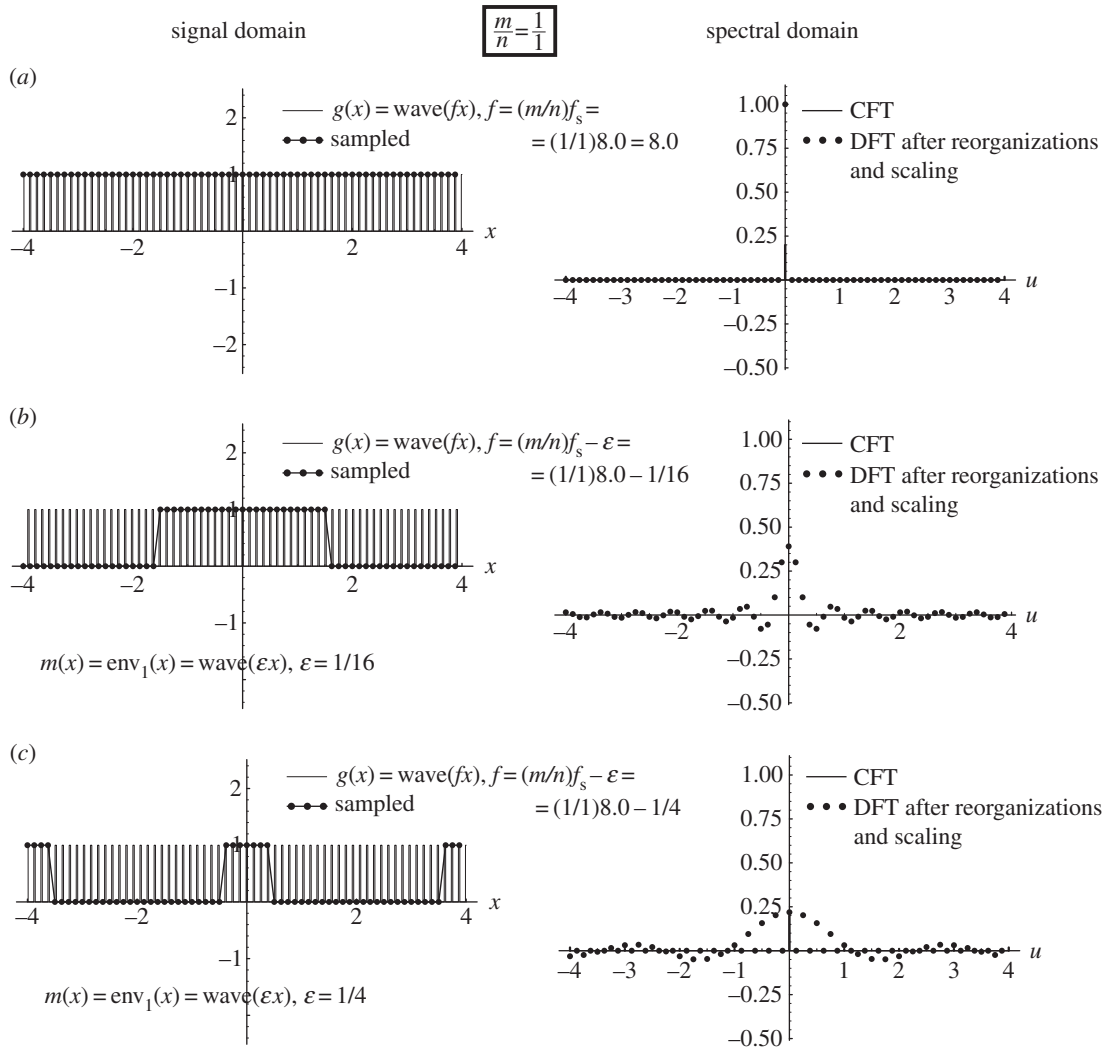 signal domain
m/n = 1/1
spectral domain
(a)
g(x) = wave(fx), f = (m/n)fₛ =
sampled
= (1/1)8.0 = 8.0
2
1
−1
−2
−4
−2
2
4
x
CFT
DFT after reorganizations
and scaling
1.00
0.75
0.50
0.25
−0.25
−0.50
−4
−3
−2
−1
1
2
3
4
u
(b)
g(x) = wave(fx), f = (m/n)fₛ − ε =
sampled
= (1/1)8.0 − 1/16
2
1
−1
−4
−2
2
4
x
m(x) = env₁(x) = wave(εx), ε = 1/16
CFT
DFT after reorganizations
and scaling
1.00
0.75
0.50
0.25
−0.25
−0.50
−4
−2
2
4
u
(c)
g(x) = wave(fx), f = (m/n)fₛ − ε =
sampled
= (1/1)8.0 − 1/4
2
1
−1
−4
−2
2
4
x
m(x) = env₁(x) = wave(εx), ε = 1/4
CFT
DFT after reorganizations
and scaling
1.00
0.75
0.50
0.25
−0.25
−0.50
−4
−3
−2
−1
1
2
3
4
u